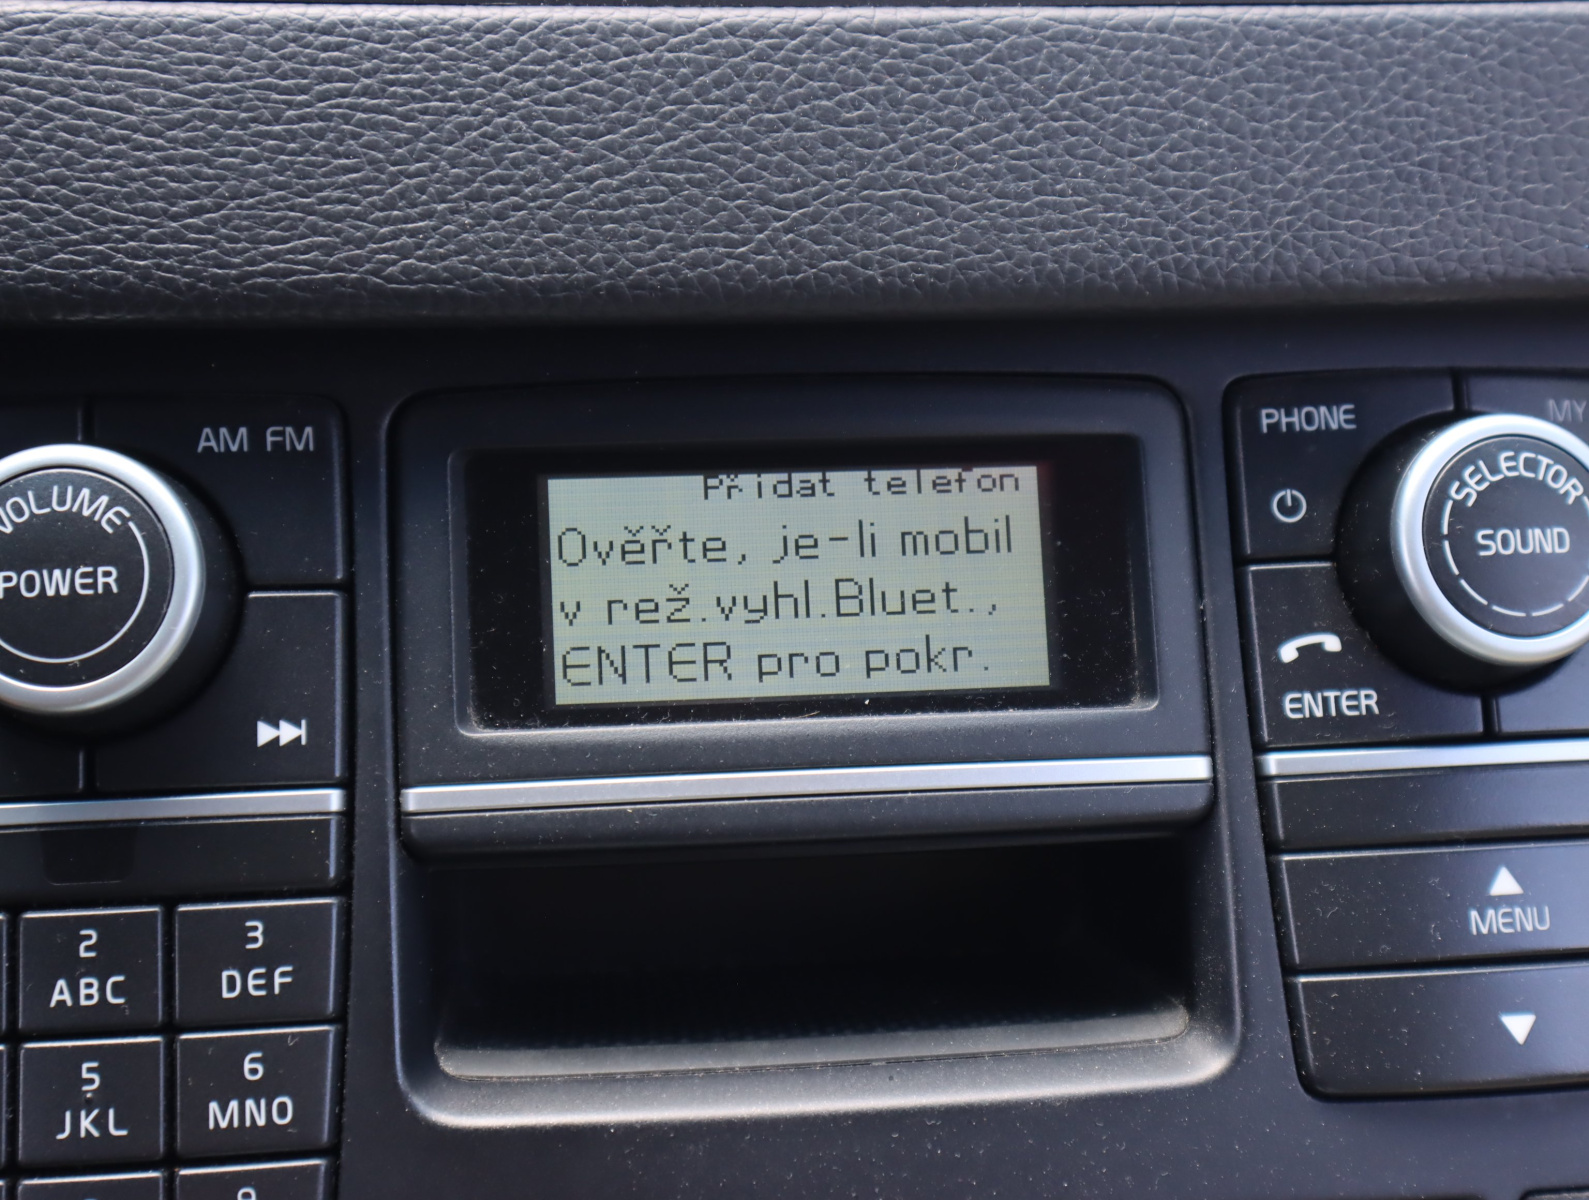 AM FM
VOLUME
POWER
Přidat telefon
Ověřte, je-li mobil
v rež.vyhl.Bluet.,
ENTER pro pokr.
PHONE
MY
SELECTOR
SOUND
ENTER
MENU
2
ABC
3
DEF
5
JKL
6
MNO